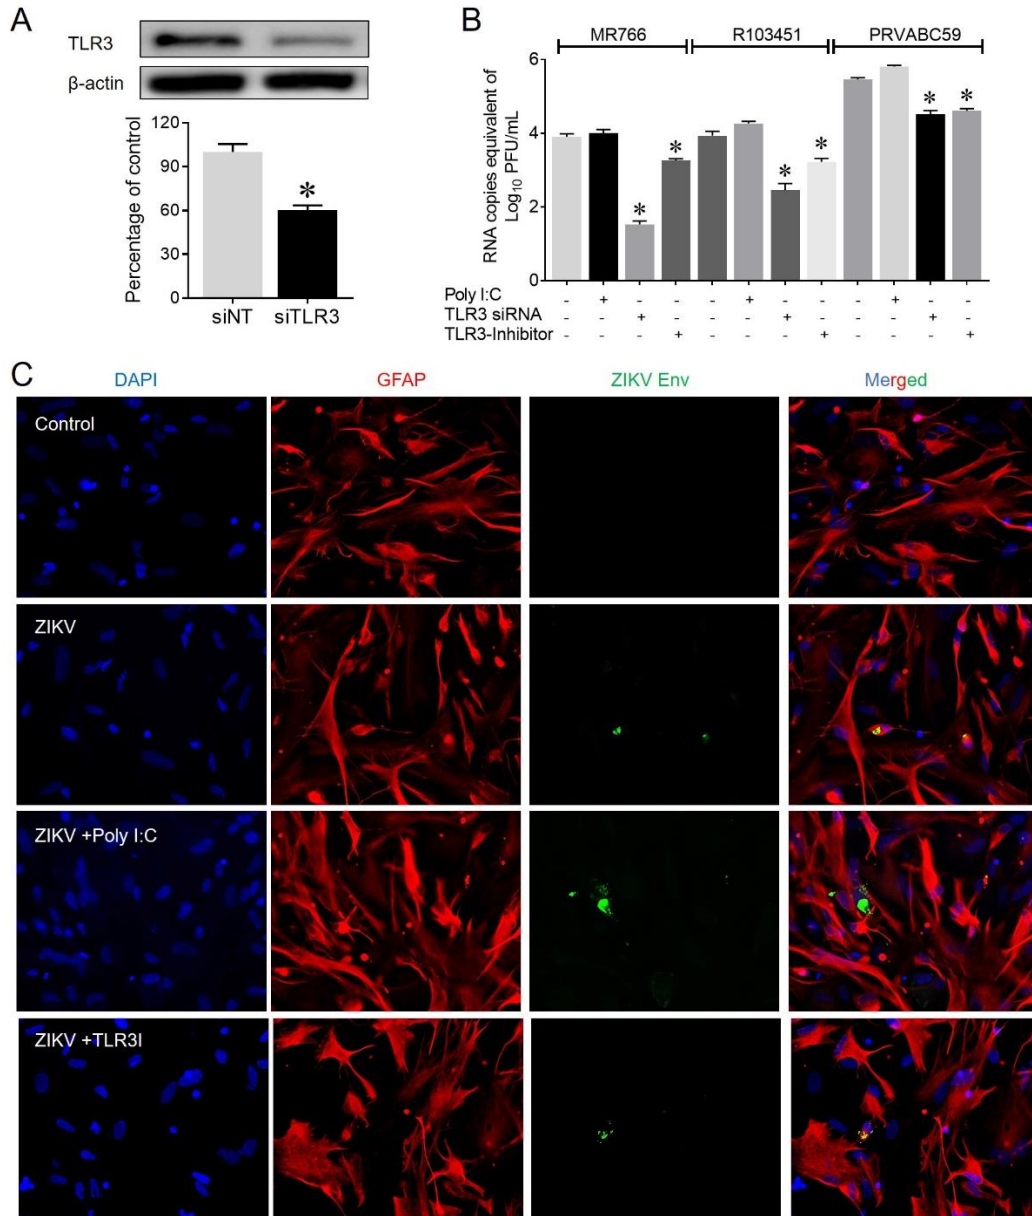 A
TLR3
β-actin
Percentage of control
120
90
60
30
0
*
siNT siTLR3
B
MR766 R103451 PRVABC59
RNA copies equivalent of
Log10 PFU/mL
6
4
2
0
* * * * * *
Poly I:C - + - - - + - - - + - -
TLR3 siRNA - - + - - - + - - - + -
TLR3-Inhibitor - - - + - - - + - - - +
C
DAPI GFAP ZIKV Env Merged
Control
ZIKV
ZIKV +Poly I:C
ZIKV +TLR3I